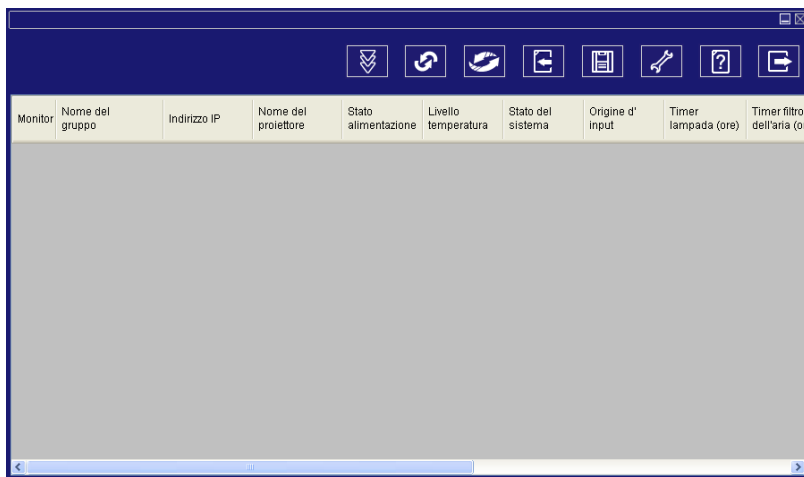 Monitor
Nome del
gruppo
Indirizzo IP
Nome del
proiettore
Stato
alimentazione
Livello
temperatura
Stato del
sistema
Origine d'
input
Timer
lampada (ore)
Timer filtro
dell'aria (o